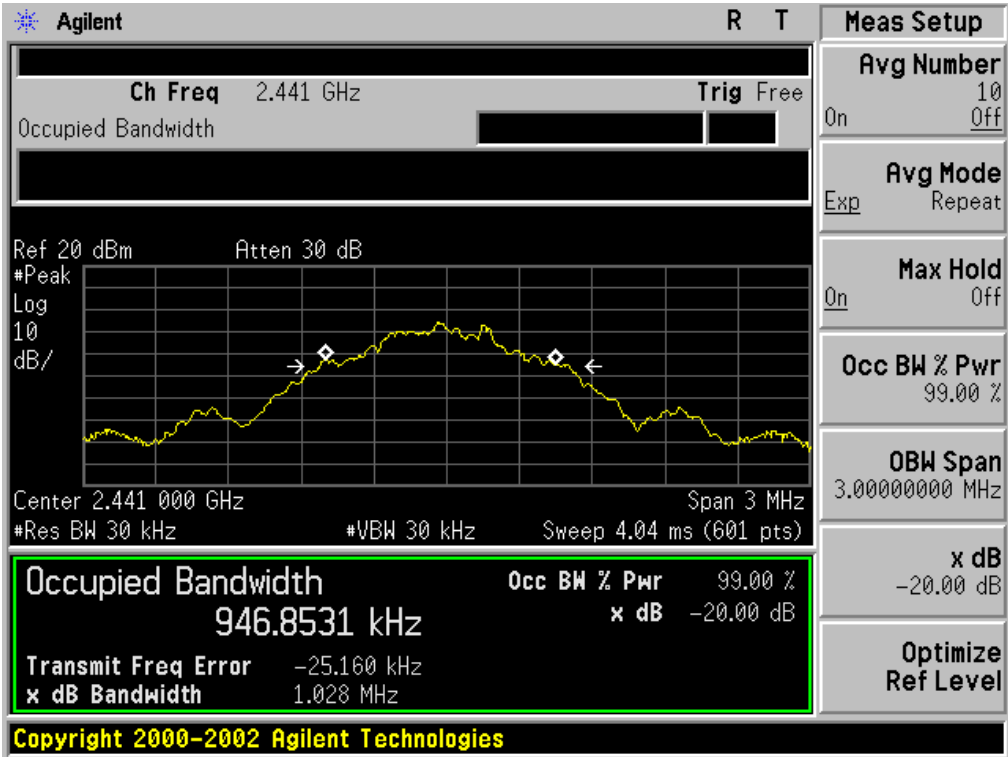 Agilent R T
Ch Freq 2.441 GHz Trig Free
Occupied Bandwidth
Ref 20 dBm Atten 30 dB
#Peak
Log
10
dB/
Center 2.441 000 GHz Span 3 MHz
#Res BW 30 kHz #VBW 30 kHz Sweep 4.04 ms (601 pts)
Occupied Bandwidth Occ BW % Pwr 99.00 %
946.8531 kHz x dB -20.00 dB
Transmit Freq Error -25.160 kHz
x dB Bandwidth 1.028 MHz
Copyright 2000-2002 Agilent Technologies
Meas Setup
Avg Number
10
On Off
Avg Mode
Exp Repeat
Max Hold
On Off
Occ BW % Pwr
99.00 %
OBW Span
3.00000000 MHz
x dB
-20.00 dB
Optimize
Ref Level